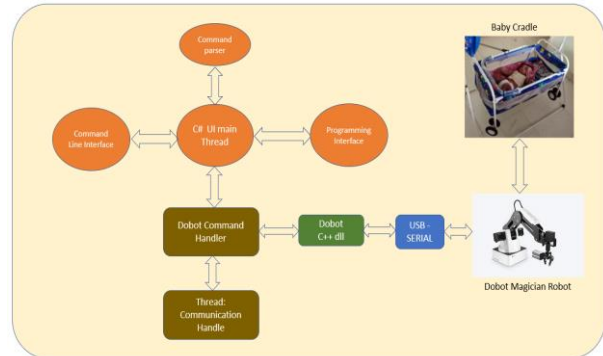 Baby Cradle
Command
parser
Command
Line Interface
C# UI main
Thread
Programming
Interface
Dobot Command
Handler
Dobot
C++ dll
USB -
SERIAL
Dobot Magician Robot
Thread:
Communication
Handle